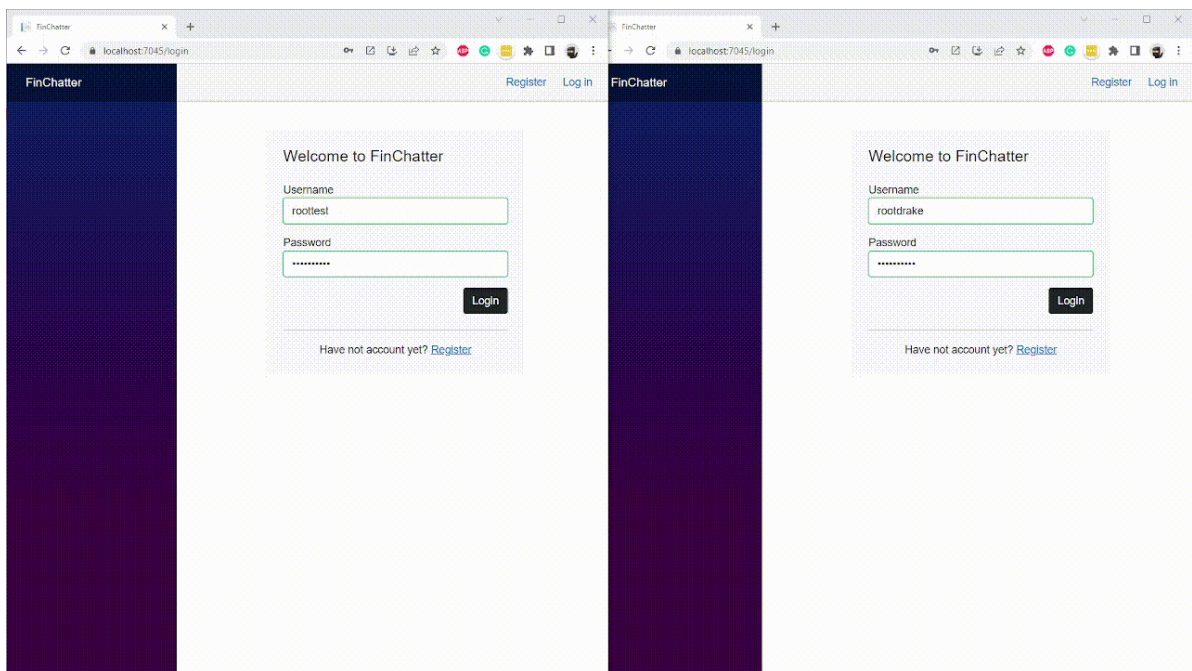 FinChatter
localhost:7045/login
ABP
FinChatter
Register Log in
Welcome to FinChatter
Username
roottest
Password
••••••••••
Login
Have not account yet? Register
FinChatter
localhost:7045/login
ABP
FinChatter
Register Log in
Welcome to FinChatter
Username
rootdrake
Password
••••••••••
Login
Have not account yet? Register